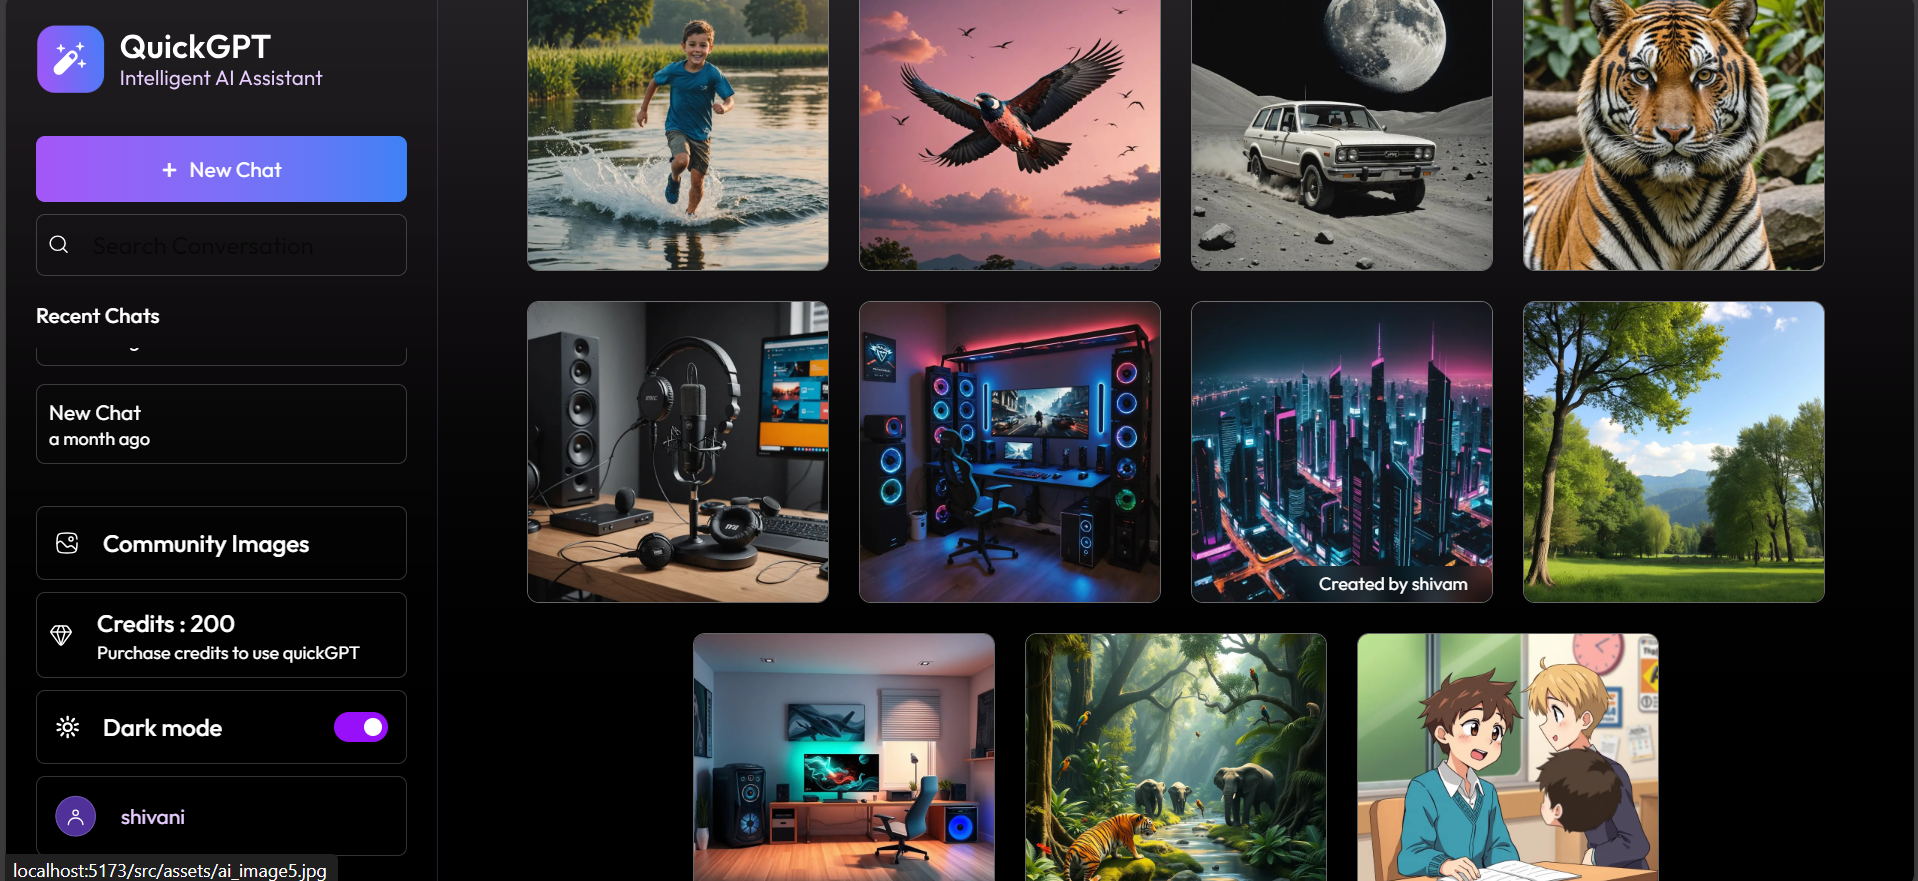 QuickGPT
Intelligent AI Assistant
+ New Chat
Search Conversation
Recent Chats
New Chat
a month ago
Community Images
Credits : 200
Purchase credits to use quickGPT
Dark mode
shivani
localhost:5173/src/assets/ai_image5.jpg
Created by shivam